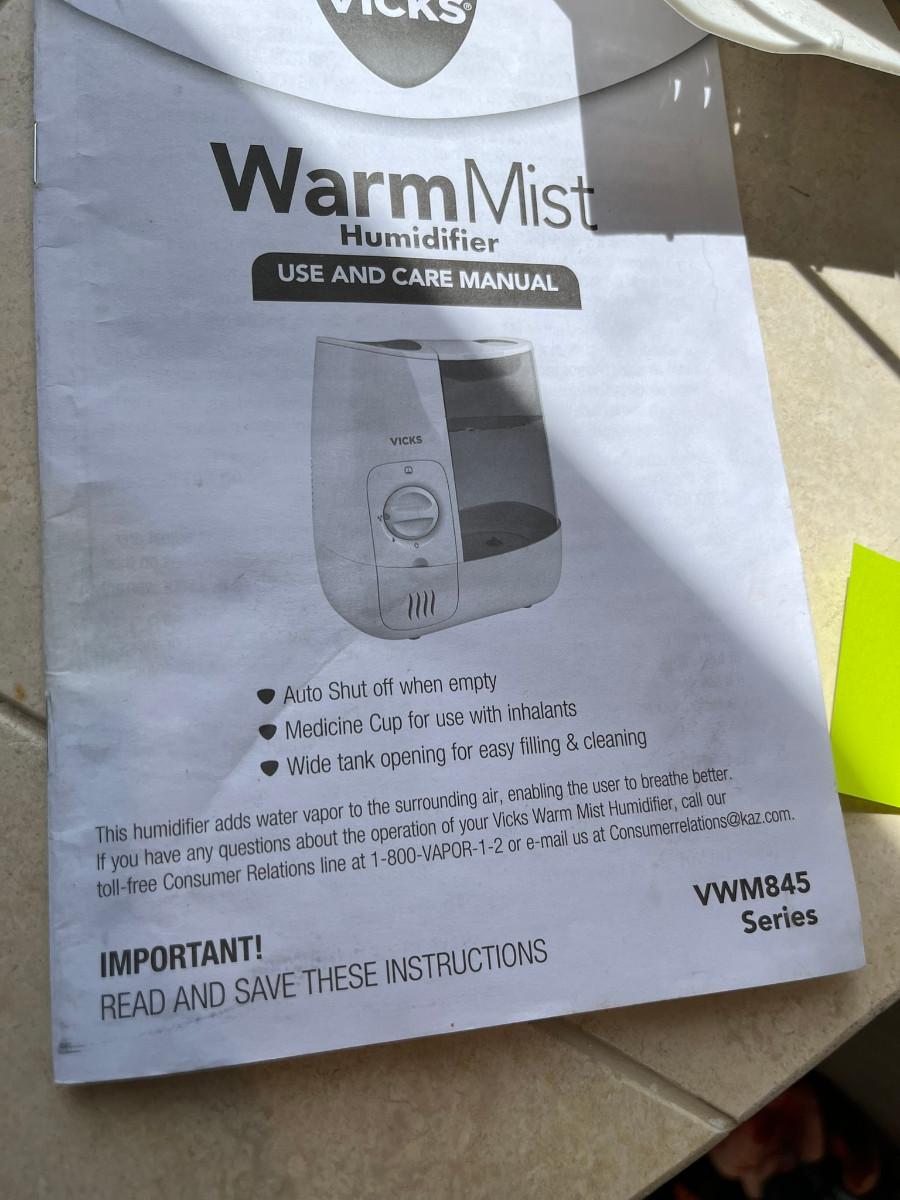 VICKS®
WarmMist
Humidifier
USE AND CARE MANUAL
VICKS
Auto Shut off when empty
Medicine Cup for use with inhalants
Wide tank opening for easy filling & cleaning
This humidifier adds water vapor to the surrounding air, enabling the user to breathe better.
If you have any questions about the operation of your Vicks Warm Mist Humidifier, call our
toll-free Consumer Relations line at 1-800-VAPOR-1-2 or e-mail us at Consumerrelations@kaz.com.
VWM845
Series
IMPORTANT!
READ AND SAVE THESE INSTRUCTIONS